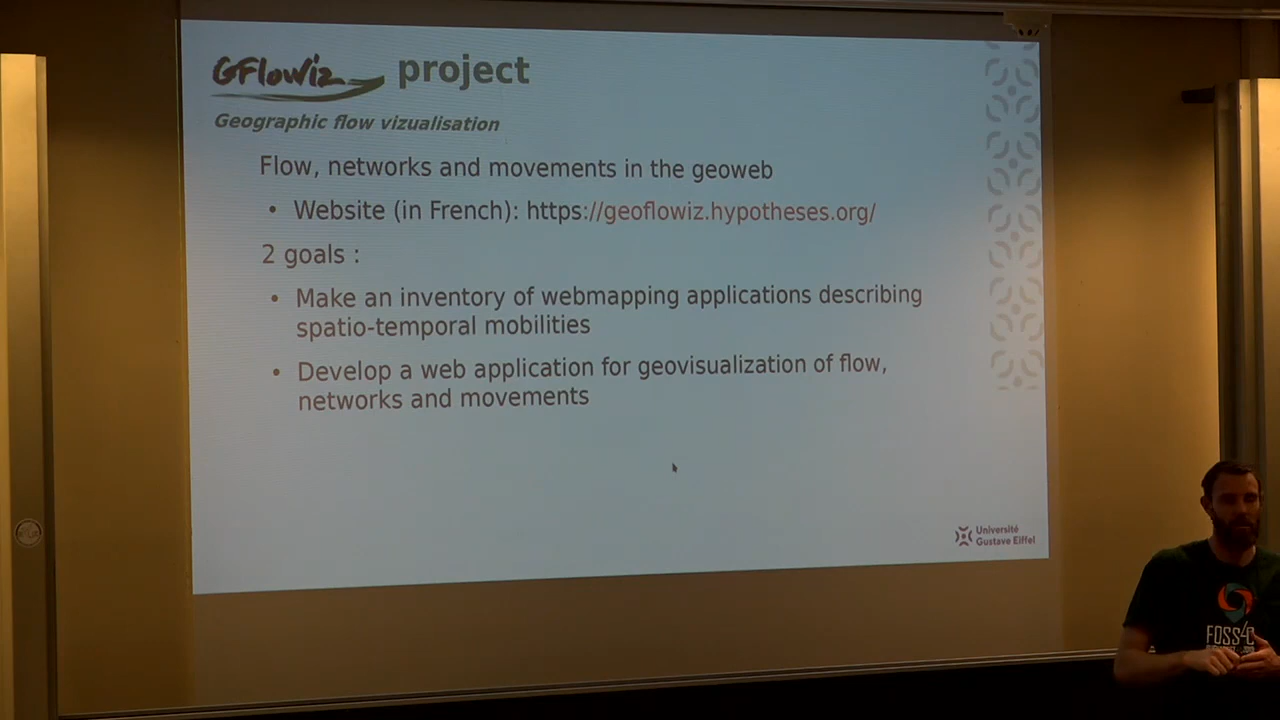 GFlowiz project
Geographic flow vizualisation
Flow, networks and movements in the geoweb
• Website (in French): https://geoflowiz.hypotheses.org/
2 goals :
• Make an inventory of webmapping applications describing
spatio-temporal mobilities
• Develop a web application for geovisualization of flow,
networks and movements
Université
Gustave Eiffel
FOSS4G